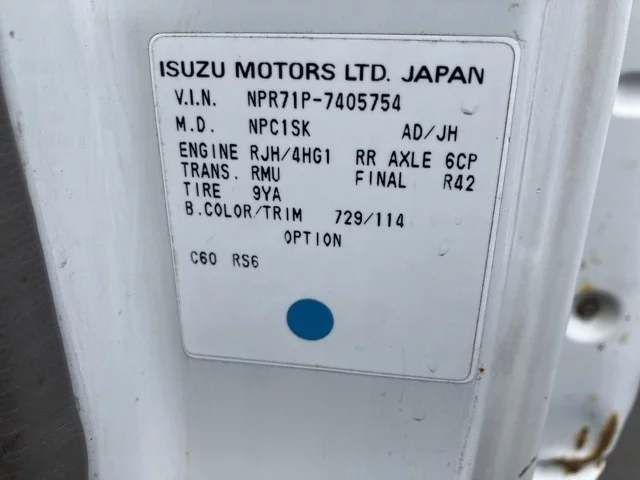 ISUZU MOTORS LTD. JAPAN
V.I.N. NPR71P-7405754
M.D. NPC1SK AD/JH
ENGINE RJH/4HG1 RR AXLE 6CP
TRANS. RMU FINAL R42
TIRE 9YA
B.COLOR/TRIM 729/114
OPTION
C60 RS6